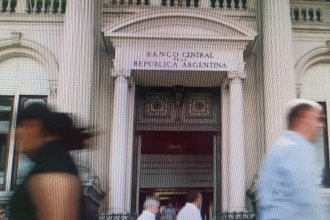 BANCO CENTRAL
DE LA
REPUBLICA ARGENTINA